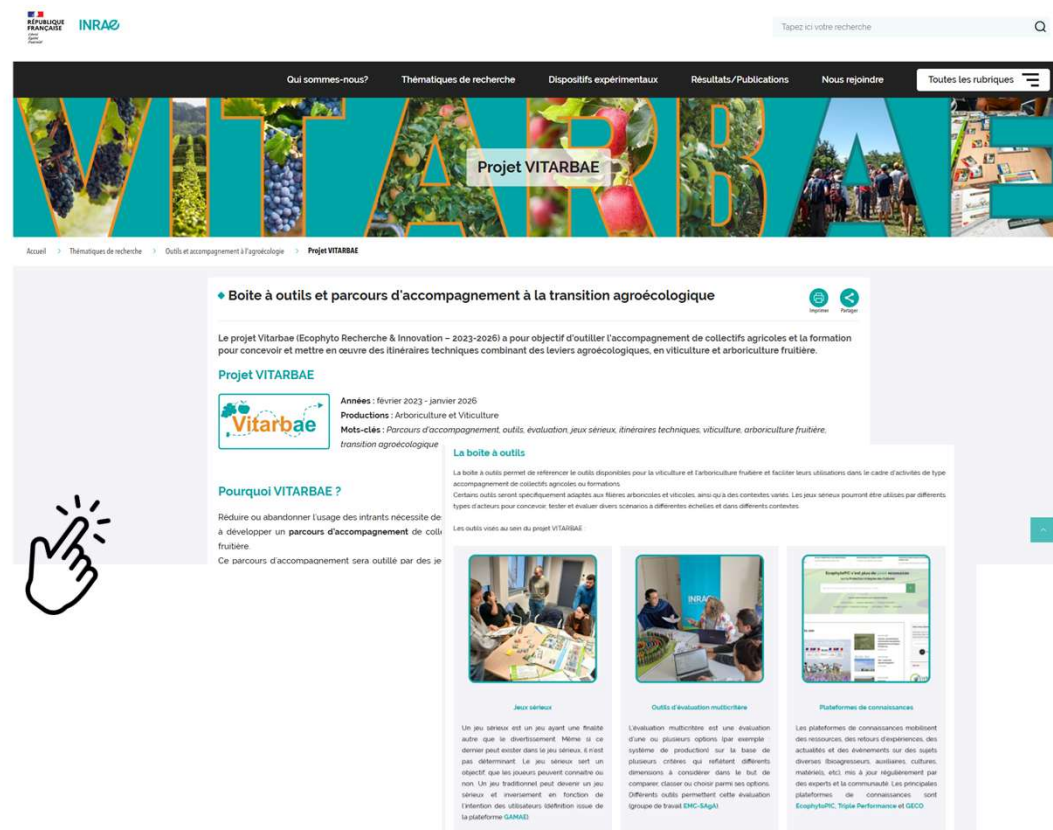 RÉPUBLIQUE
FRANÇAISE
INRAE
Tapez ici votre recherche
Qui sommes-nous? Thématiques de recherche Dispositifs expérimentaux Résultats/Publications Nous rejoindre Toutes les rubriques
VITARBAE
Projet VITARBAE
Accueil > Thématiques de recherche > Outils et accompagnement à l'agroécologie > Projet VITARBAE
Boite à outils et parcours d'accompagnement à la transition agroécologique
Imprimer Partager
Le projet Vitarbae (Ecophyto Recherche & Innovation – 2023-2026) a pour objectif d'outiller l'accompagnement de collectifs agricoles et la formation
pour concevoir et mettre en œuvre des itinéraires techniques combinant des leviers agroécologiques, en viticulture et arboriculture fruitière.
Projet VITARBAE
Vitarbae
Années : février 2023 - janvier 2026
Productions : Arboriculture et Viticulture
Mots-clés : Parcours d'accompagnement, outils, évaluation, jeux sérieux, itinéraires techniques, viticulture, arboriculture fruitière,
transition agroécologique
Pourquoi VITARBAE ?
Réduire ou abandonner l'usage des intrants nécessite de
à développer un parcours d'accompagnement de coll
fruitière.
Ce parcours d'accompagnement sera outillé par des je
La boite à outils
La boite à outils permet de référencer le outils disponibles pour la viticulture et l'arboriculture fruitière et faciliter leurs utilisations dans le cadre d'activités de type
accompagnement de collectifs agricoles ou formations.
Certains outils seront spécifiquement adaptés aux filières arboricoles et viticoles, ainsi qu'à des contextes variés. Les jeux sérieux pourront être utilisés par différents
types d'acteurs pour concevoir, tester et évaluer divers scénarios à différentes échelles et dans différents contextes.
Les outils visés au sein du projet VITARBAE :
INRAE
Jeux sérieux
Un jeu sérieux est un jeu ayant une finalité
autre que le divertissement. Même si ce
dernier peut exister dans le jeu sérieux, il n'est
pas déterminant. Le jeu sérieux sert un
objectif, que les joueurs peuvent connaitre ou
non. Un jeu traditionnel peut devenir un jeu
sérieux et inversement en fonction de
l'intention des utilisateurs (définition issue de
la plateforme GAMAE).
Outils d'évaluation multicritère
L'évaluation multicritère est une évaluation
d'une ou plusieurs options (par exemple :
système de production) sur la base de
plusieurs critères qui reflètent différents
dimensions à considérer dans le but de
comparer, classer ou choisir parmi ses options.
Différents outils permettent cette évaluation
(groupe de travail EMC-SAgA)
Plateformes de connaissances
Les plateformes de connaissances mobilisent
des ressources, des retours d'expériences, des
actualités et des événements sur des sujets
diverses (bioagresseurs, auxiliaires, cultures,
matériels, etc), mis à jour régulièrement par
des experts et la communauté. Les principales
plateformes de connaissances sont
EcophytoPIC, Triple Performance et GECO